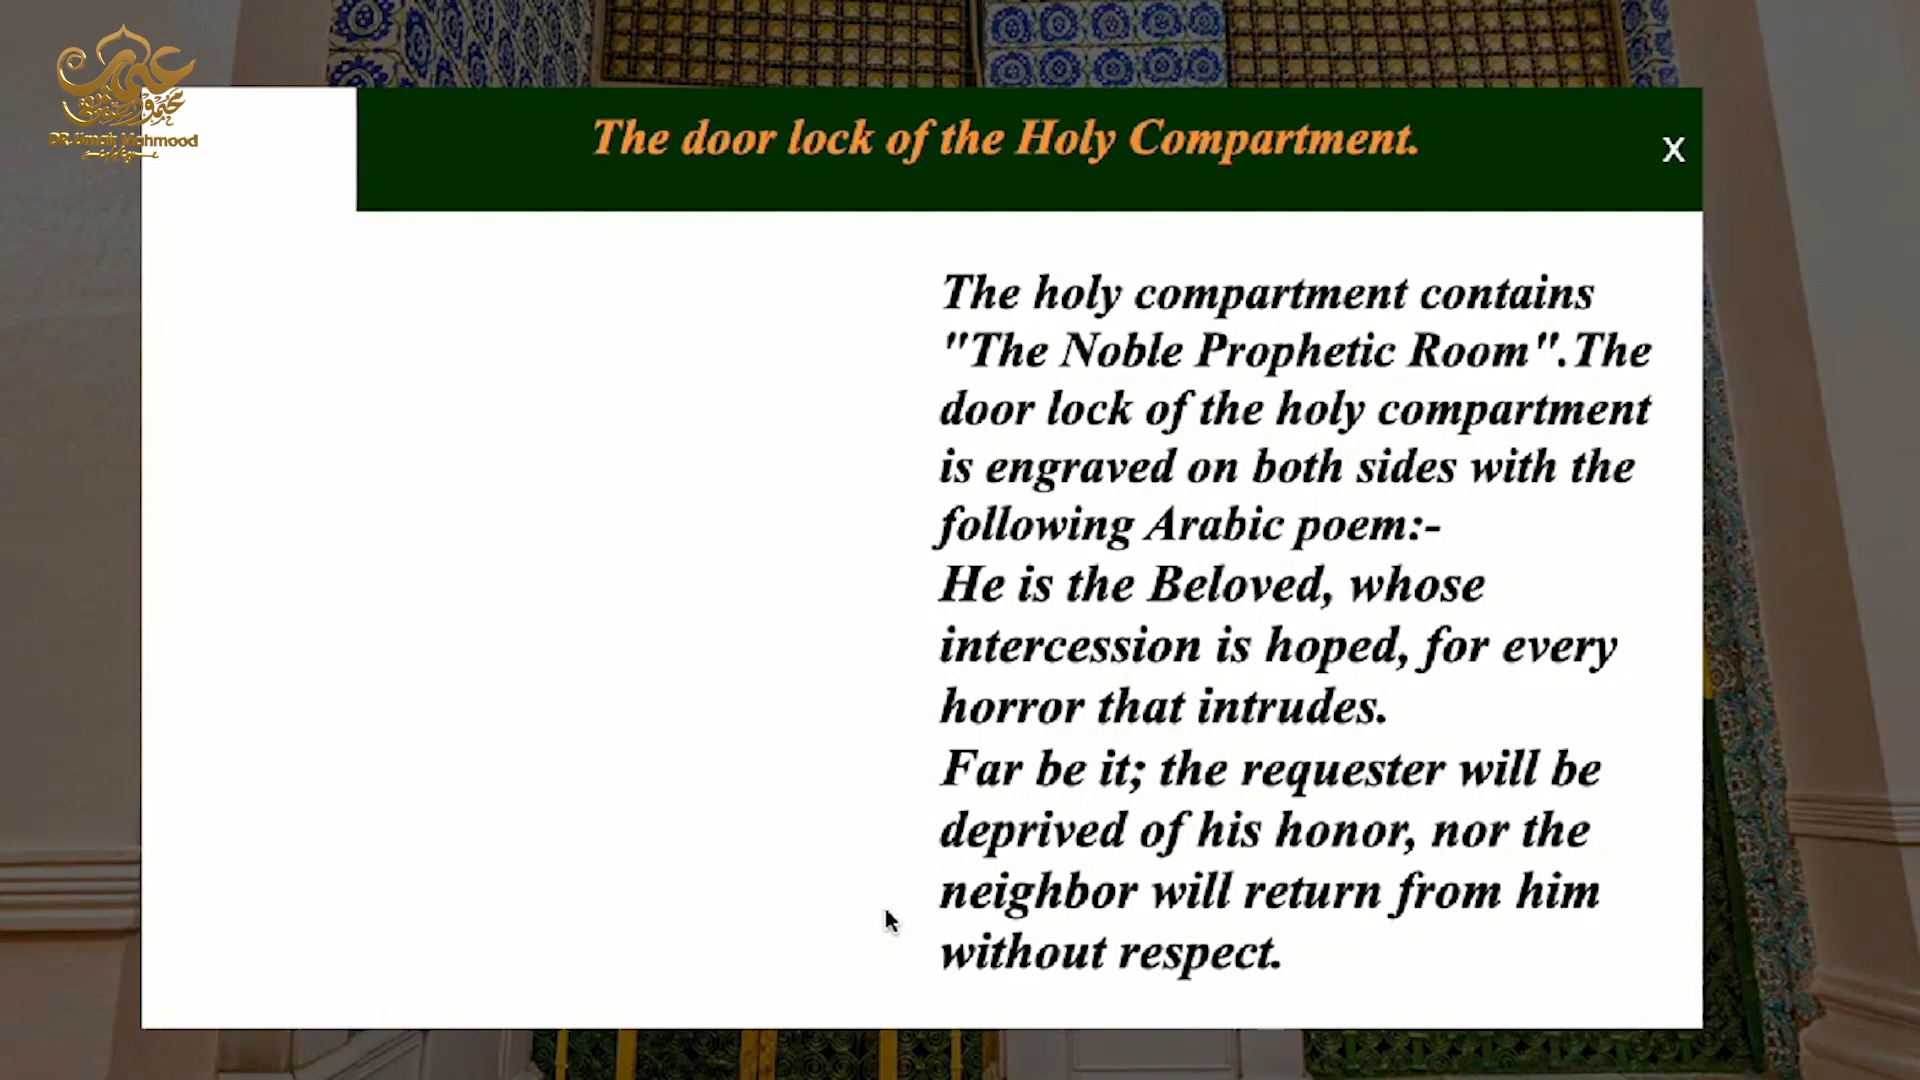 DR.Umair Mahmood
The door lock of the Holy Compartment.
X
The holy compartment contains
"The Noble Prophetic Room".The
door lock of the holy compartment
is engraved on both sides with the
following Arabic poem:-
He is the Beloved, whose
intercession is hoped, for every
horror that intrudes.
Far be it; the requester will be
deprived of his honor, nor the
neighbor will return from him
without respect.